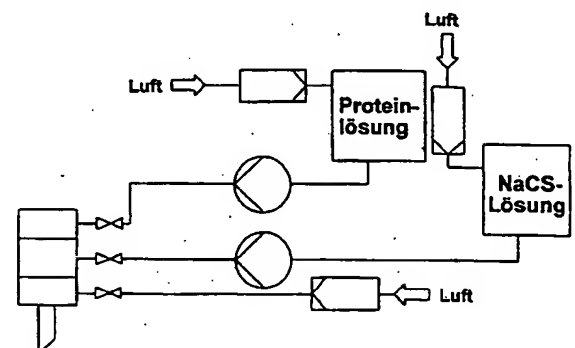 Luft
Luft
Protein-
lösung
NaCS-
Lösung
Luft